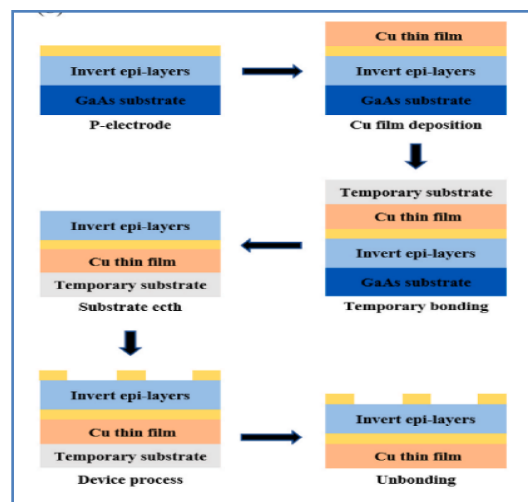 Invert epi-layers
GaAs substrate
P-electrode
Cu thin film
Invert epi-layers
GaAs substrate
Cu film deposition
Temporary substrate
Cu thin film
Invert epi-layers
GaAs substrate
Temporary bonding
Invert epi-layers
Cu thin film
Temporary substrate
Substrate ecth
Invert epi-layers
Cu thin film
Temporary substrate
Device process
Invert epi-layers
Cu thin film
Unbonding